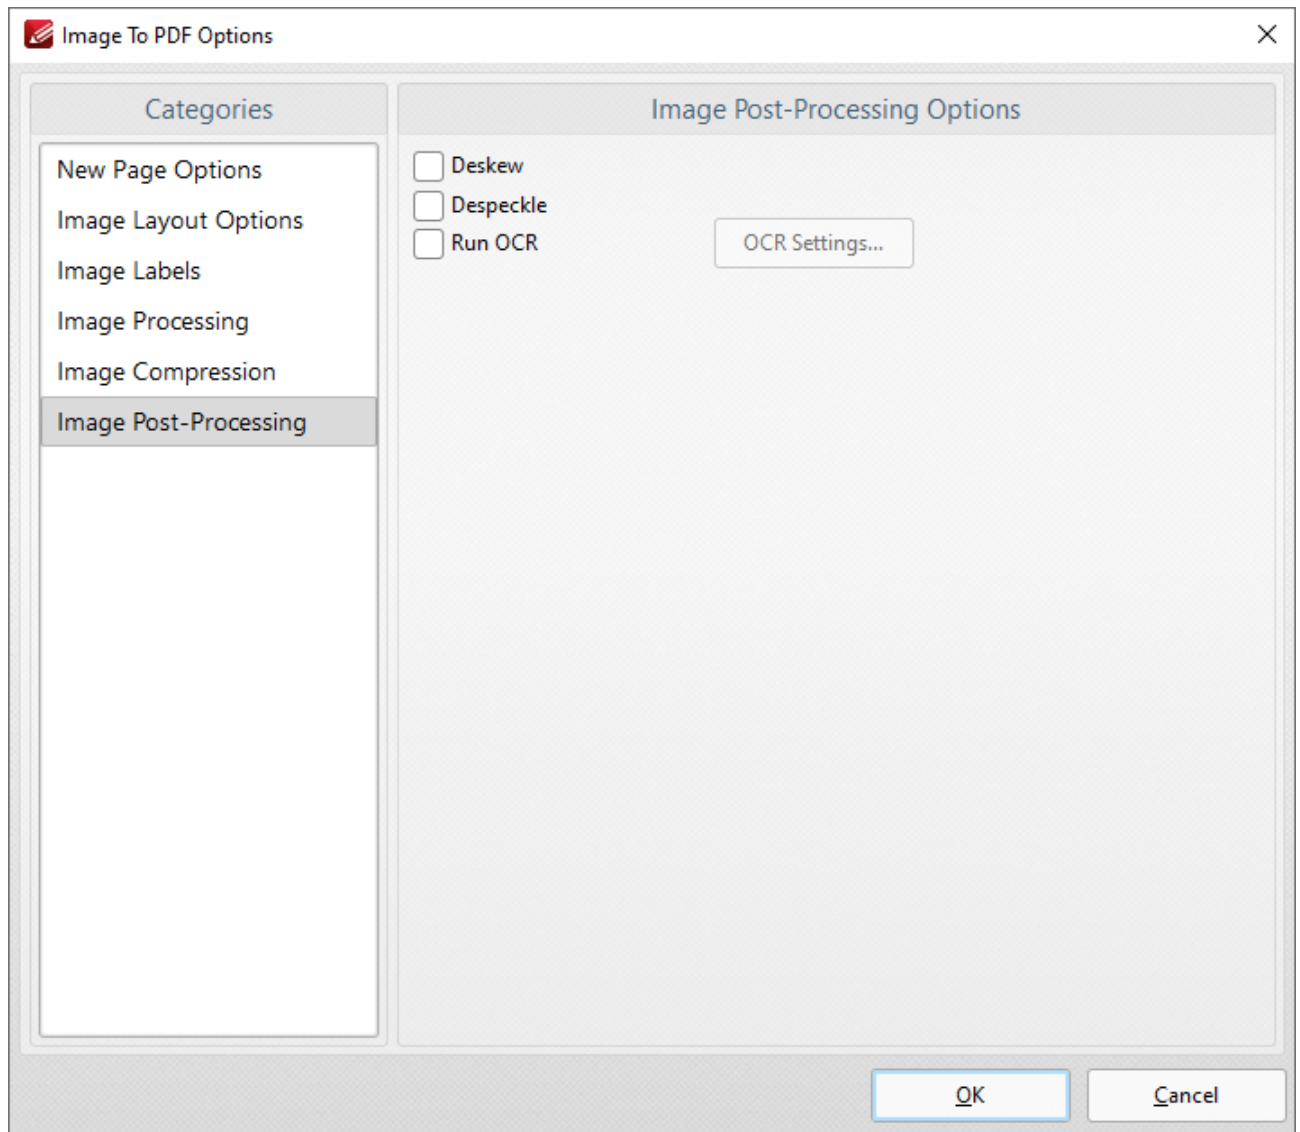 Image To PDF Options
Categories
New Page Options
Image Layout Options
Image Labels
Image Processing
Image Compression
Image Post-Processing
Image Post-Processing Options
Deskew
Despeckle
Run OCR
OCR Settings...
OK
Cancel